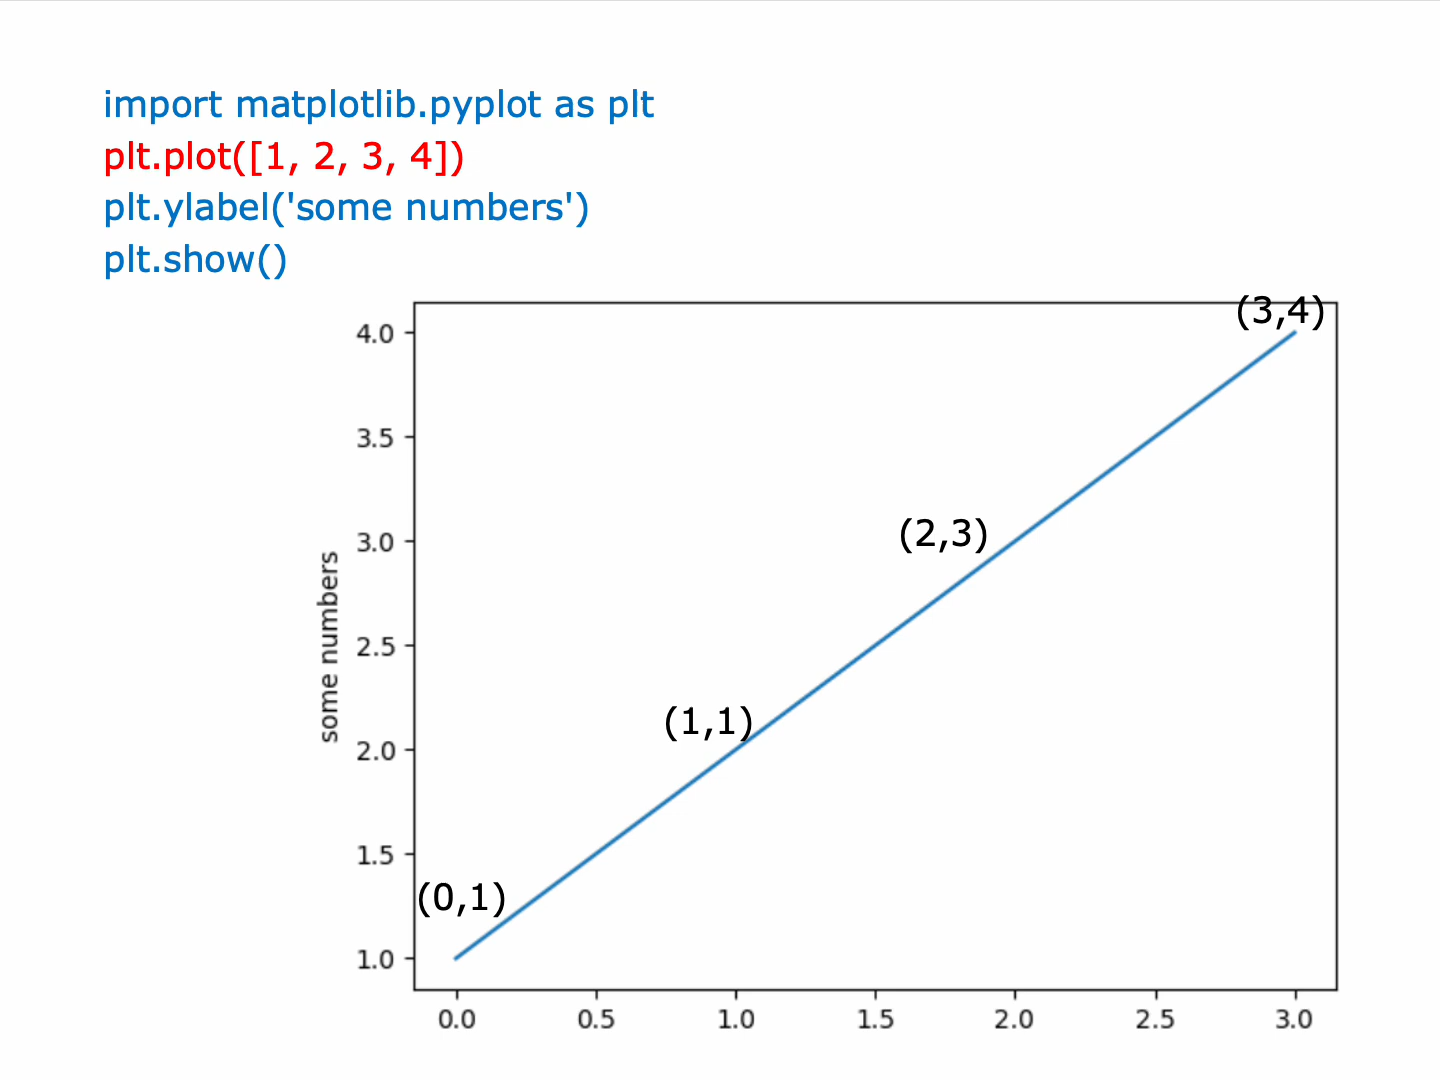 import matplotlib.pyplot as plt
plt.plot([1, 2, 3, 4])
plt.ylabel('some numbers')
plt.show()
(3,4)
4.0
3.5
(2,3)
3.0
some numbers
2.5
(1,1)
2.0
1.5
(0,1)
1.0
0.0 0.5 1.0 1.5 2.0 2.5 3.0